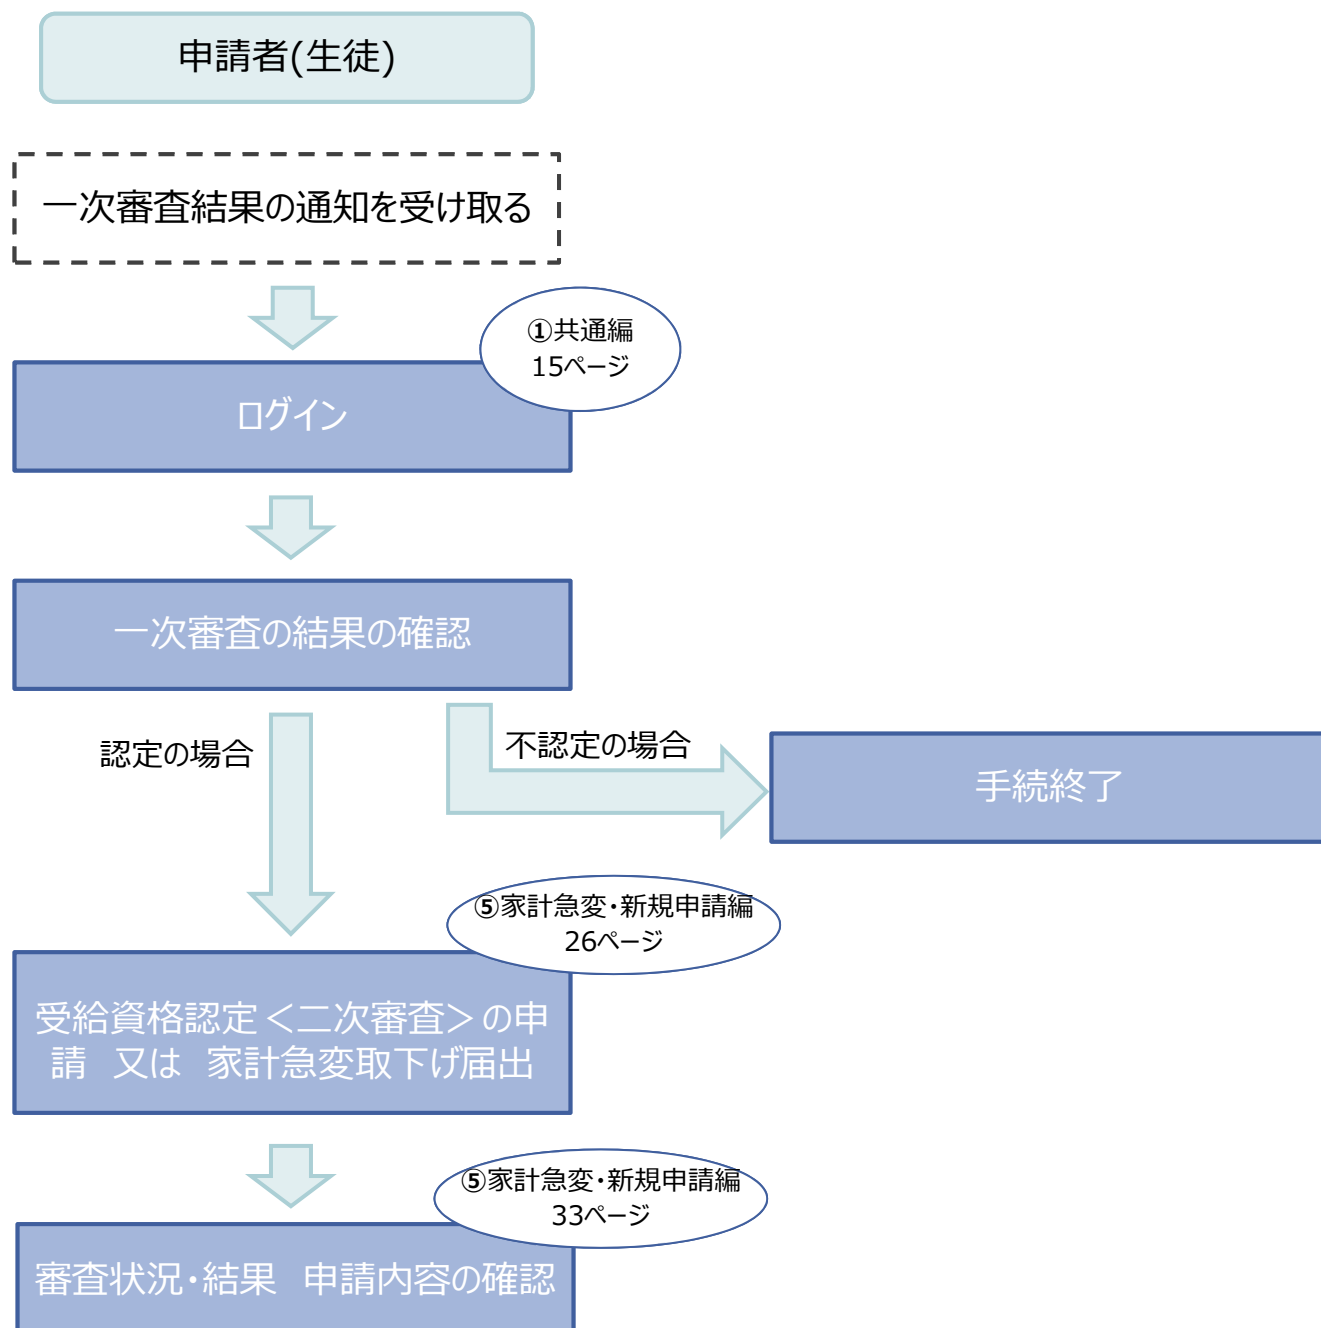 申請者(生徒)
一次審査結果の通知を受け取る
①共通編
15ページ
ログイン
一次審査の結果の確認
認定の場合
不認定の場合
手続終了
⑤家計急変・新規申請編
26ページ
受給資格認定＜二次審査＞の申
請　又は　家計急変取下げ届出
⑤家計急変・新規申請編
33ページ
審査状況・結果　申請内容の確認